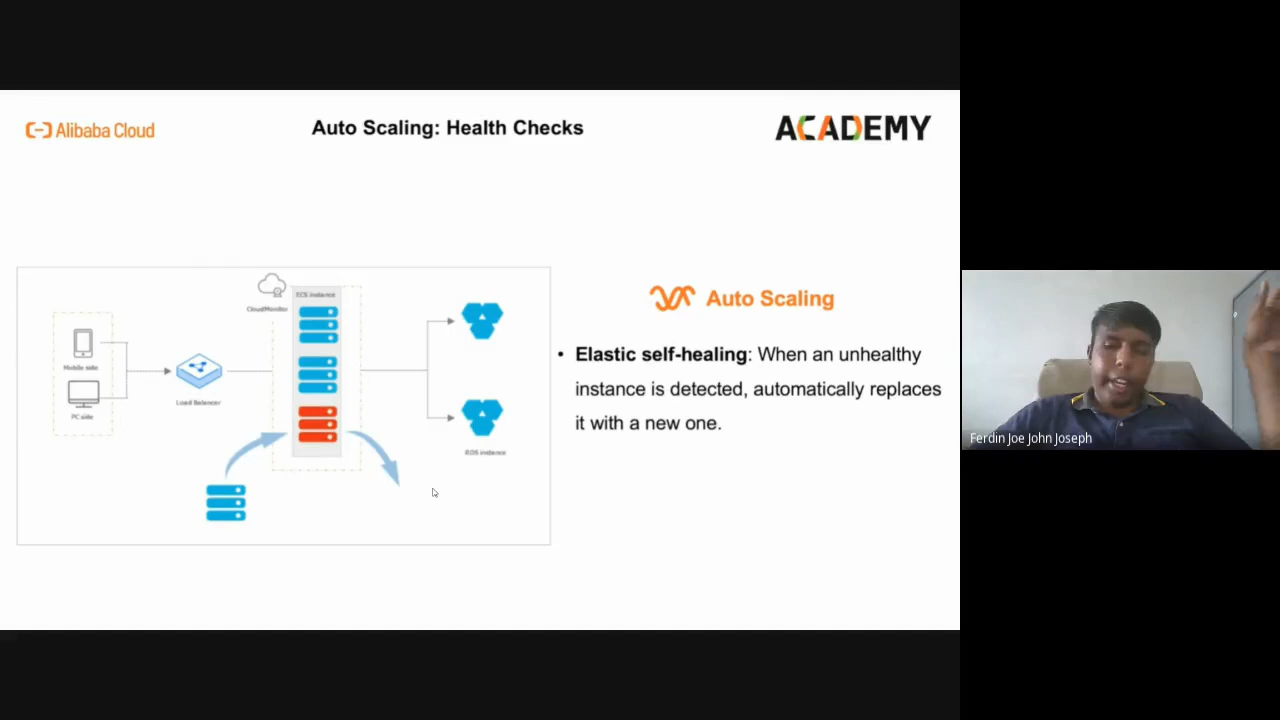 Alibaba Cloud
Auto Scaling: Health Checks
ACADEMY
CloudMonitor
ECS instance
Mobile side
PC side
Load Balancer
RDS instance
Auto Scaling
• Elastic self-healing: When an unhealthy
instance is detected, automatically replaces
it with a new one.
Ferdin Joe John Joseph